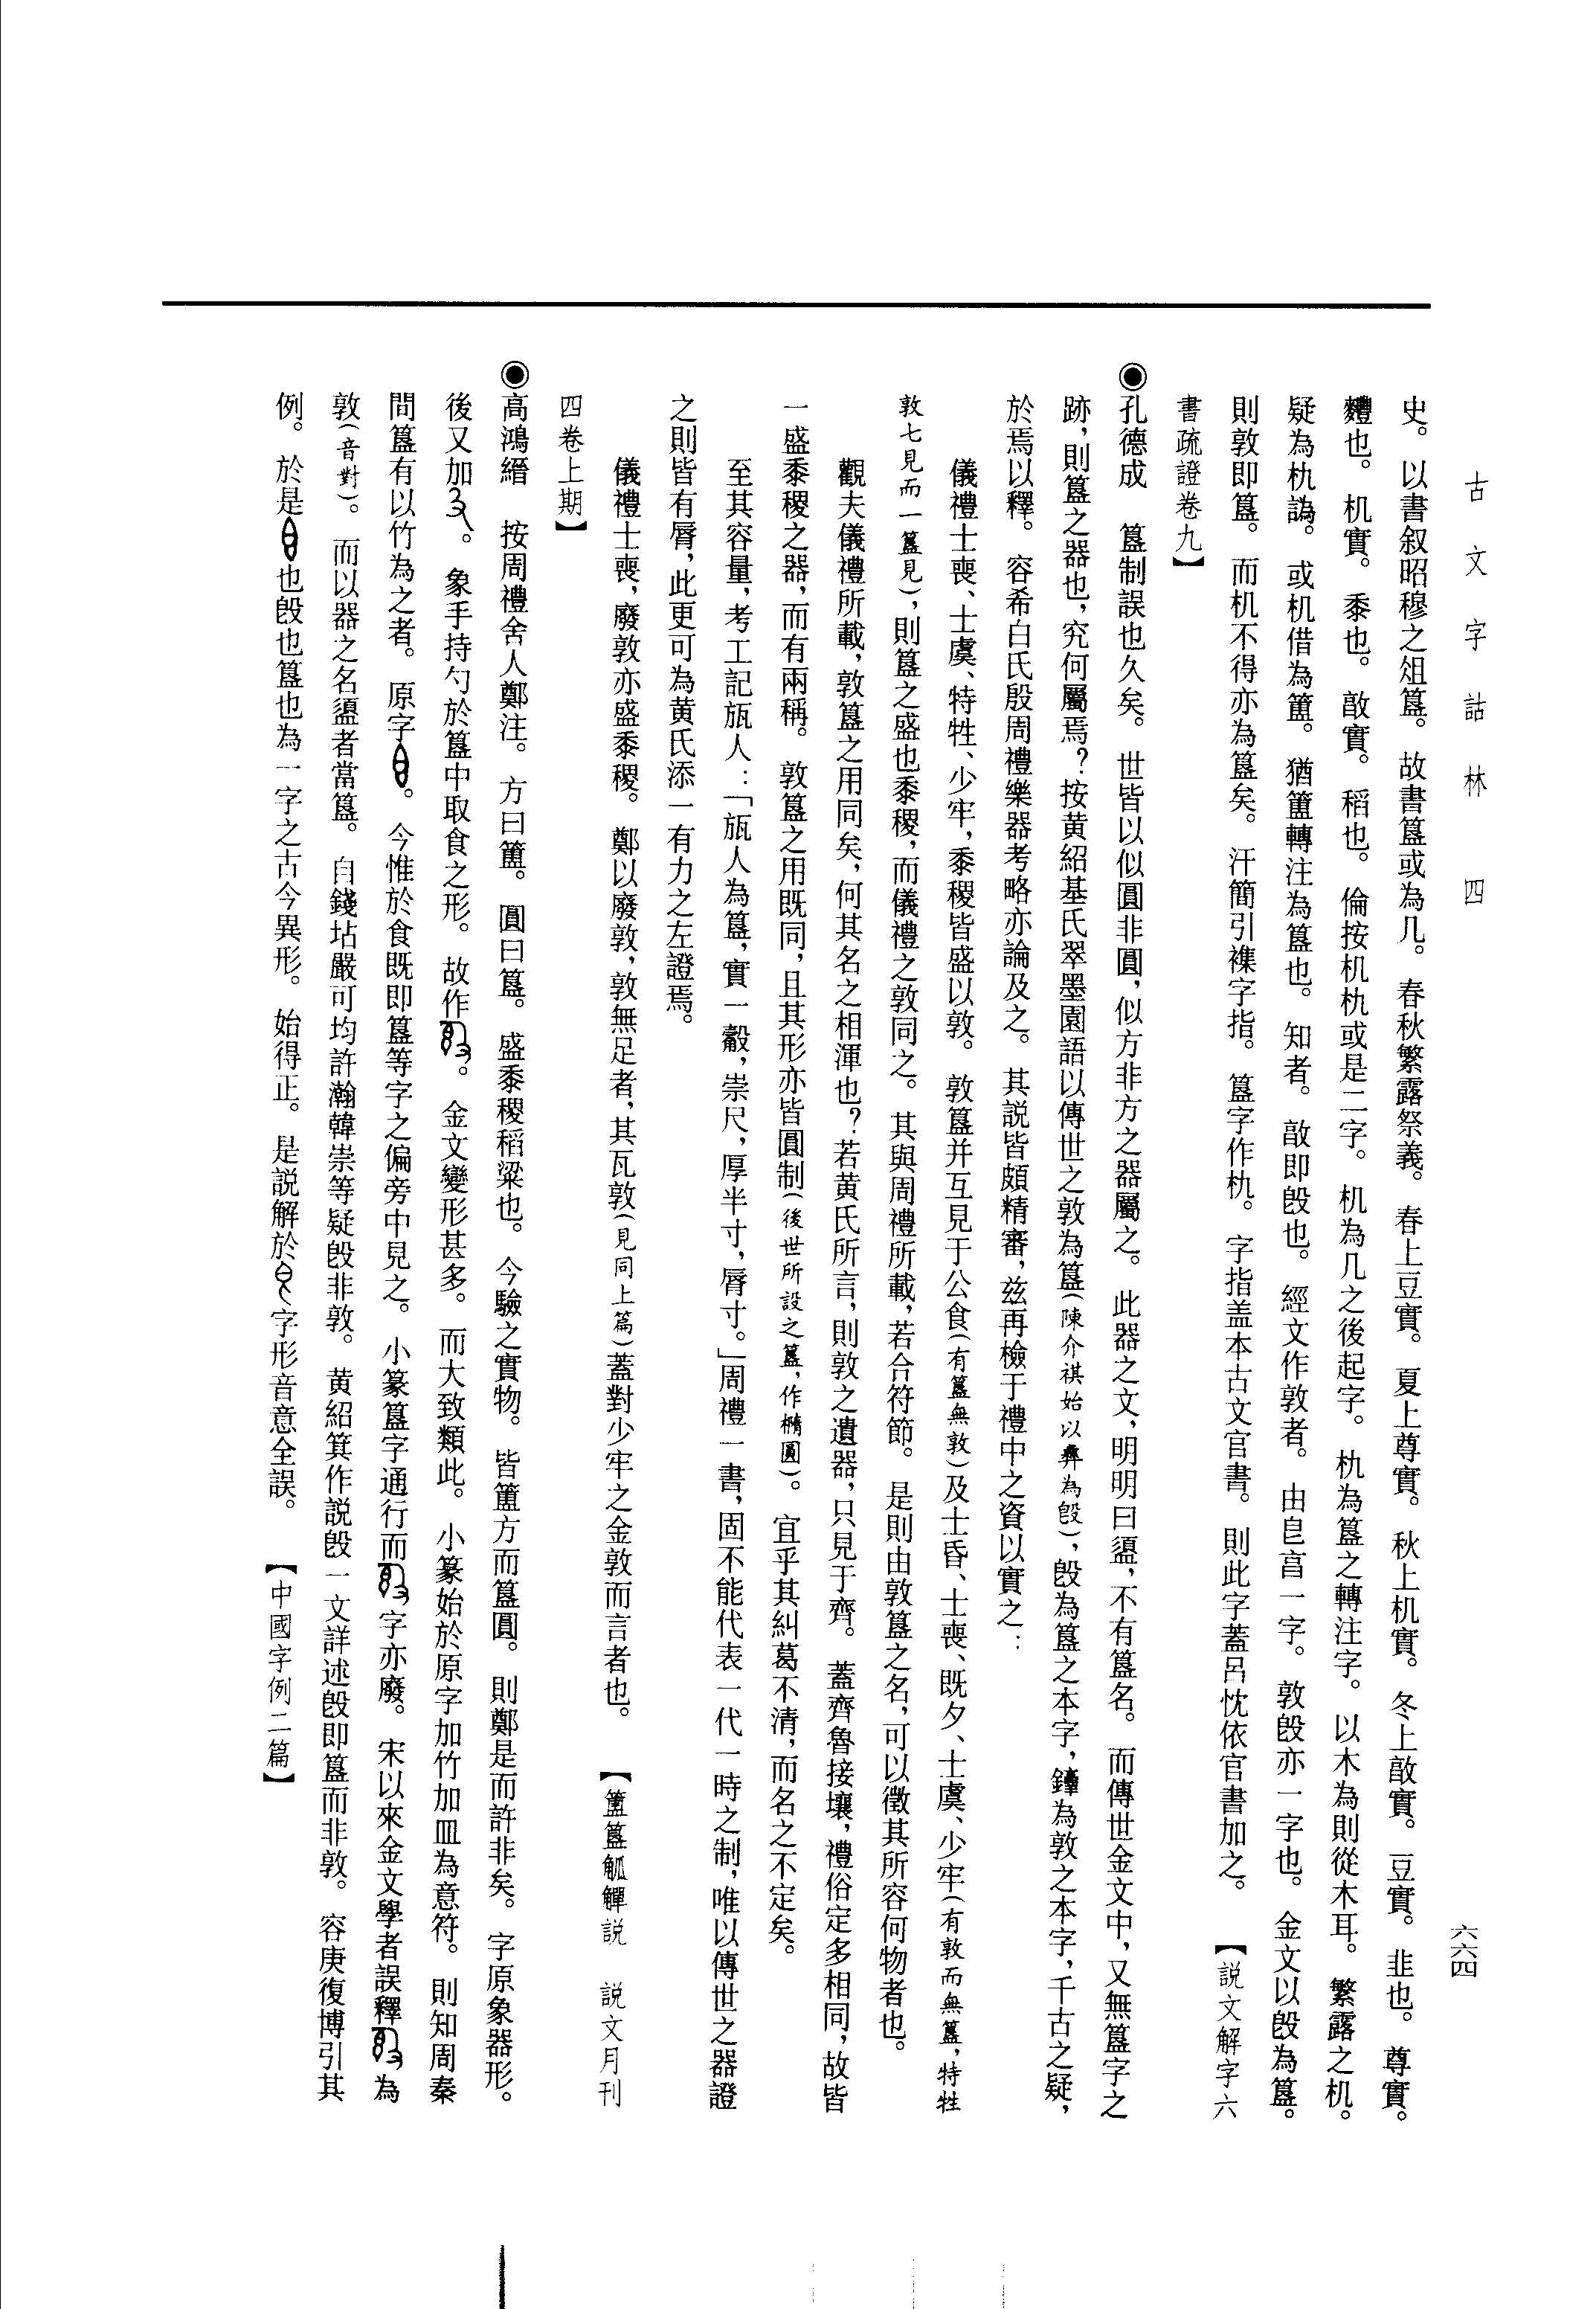 古文字詁林 四
六六四
史。以書叙昭穆之俎簋。故書簋或為几。春秋繁露祭義。春上豆實。夏上尊實。秋上机實。冬上敦實。豆實。韭也。尊實。
麷也。机實。黍也。敦實。稻也。倫按机朹或是二字。机為几之後起字。朹為簋之轉注字。以木為則從木耳。繁露之机。
疑為朹譌。或机借為簠。猶簠轉注為簋也。知者。敦即㲃也。經文作敦者。由皀亯一字。敦㲃亦一字也。金文以㲃為簋。
則敦即簋。而机不得亦為簋矣。汗簡引襍字指。簋字作朹。字指盖本古文官書。則此字蓋呂忱依官書加之。【説文解字六
書疏證卷九】
◉孔德成 簋制誤也久矣。世皆以似圓非圓，似方非方之器屬之。此器之文，明明曰盨，不有簋名。而傳世金文中，又無簋字之
跡，則簋之器也，究何屬焉？按黄紹基氏翠墨園語以傳世之敦為簋（陳介祺始以彝為㲃），㲃為簋之本字，鐘為敦之本字，千古之疑，
於焉以釋。容希白氏殷周禮樂器考略亦論及之。其説皆頗精審，兹再檢于禮中之資以實之：
儀禮士喪、士虞、特牲、少牢，黍稷皆盛以敦。敦簋并互見于公食（有簋無敦）及士昏、士喪、既夕、士虞、少牢（有敦而無簋，特牲
敦七見而一簋見），則簋之盛也黍稷，而儀禮之敦同之。其與周禮所載，若合符節。是則由敦簋之名，可以徵其所容何物者也。
觀夫儀禮所載，敦簋之用同矣，何其名之相渾也？若黄氏所言，則敦之遺器，只見于齊。蓋齊魯接壤，禮俗定多相同，故皆
一盛黍稷之器，而有兩稱。敦簋之用既同，且其形亦皆圓制（後世所設之簋，作橢圓）。宜乎其糾葛不清，而名之不定矣。
至其容量，考工記瓬人：「瓬人為簋，實一觳，崇尺，厚半寸，脣寸。」周禮一書，固不能代表一代一時之制，唯以傳世之器證
之則皆有脣，此更可為黄氏添一有力之左證焉。
儀禮士喪，廢敦亦盛黍稷。鄭以廢敦，敦無足者，其瓦敦（見同上篇）蓋對少牢之金敦而言者也。【簠簋觚觶説 説文月刊
四卷上期】
◉高鴻縉 按周禮舍人鄭注。方曰簠。圓曰簋。盛黍稷稻粱也。今驗之實物。皆簠方而簋圓。則鄭是而許非矣。字原象器形。
後又加。象手持勺於簋中取食之形。故作。金文變形甚多。而大致類此。小篆始於原字加竹加皿為意符。則知周秦
間簋有以竹為之者。原字。今惟於食既即簋等字之偏旁中見之。小篆簋字通行而字亦廢。宋以來金文學者誤釋為
敦（音對）。而以器之名盨者當簋。自錢坫嚴可均許瀚韓崇等疑㲃非敦。黄紹箕作説㲃一文詳述㲃即簋而非敦。容庚復博引其
例。於是也㲃也簋也為一字之古今異形。始得正。是説解於字形音意全誤。【中國字例二篇】